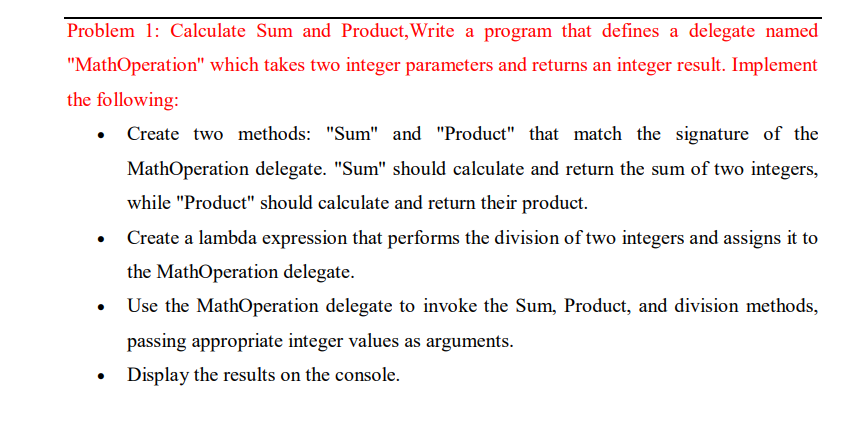 Problem 1: Calculate Sum and Product,Write a program that defines a delegate named
"MathOperation" which takes two integer parameters and returns an integer result. Implement
the following:
• Create two methods: "Sum" and "Product" that match the signature of the
MathOperation delegate. "Sum" should calculate and return the sum of two integers,
while "Product" should calculate and return their product.
• Create a lambda expression that performs the division of two integers and assigns it to
the MathOperation delegate.
• Use the MathOperation delegate to invoke the Sum, Product, and division methods,
passing appropriate integer values as arguments.
• Display the results on the console.